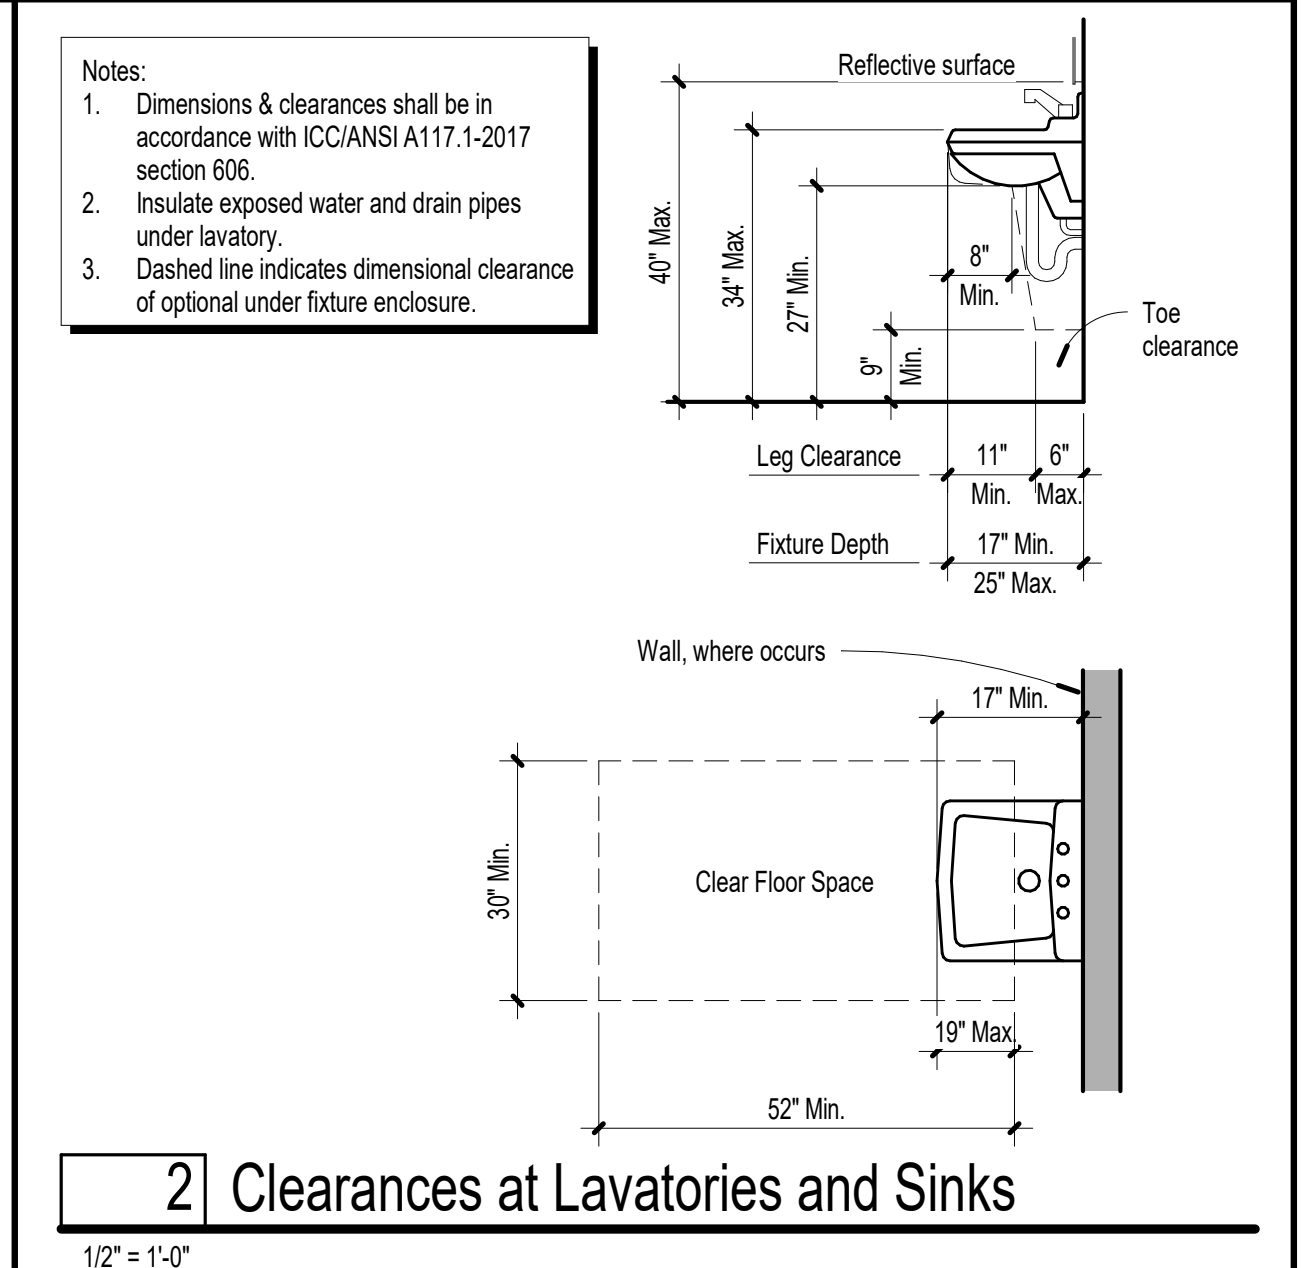 Notes:
1. Dimensions & clearances shall be in
accordance with ICC/ANSI A117.1-2017
section 606.
2. Insulate exposed water and drain pipes
under lavatory.
3. Dashed line indicates dimensional clearance
of optional under fixture enclosure.
Reflective surface
40" Max.
34" Max.
27" Min.
9"
Min.
8"
Min.
Toe
clearance
Leg Clearance
11"
Min.
6"
Max.
Fixture Depth
17" Min.
25" Max.
Wall, where occurs
17" Min.
30" Min.
Clear Floor Space
19" Max.
52" Min.
2 Clearances at Lavatories and Sinks
1/2" = 1'-0"